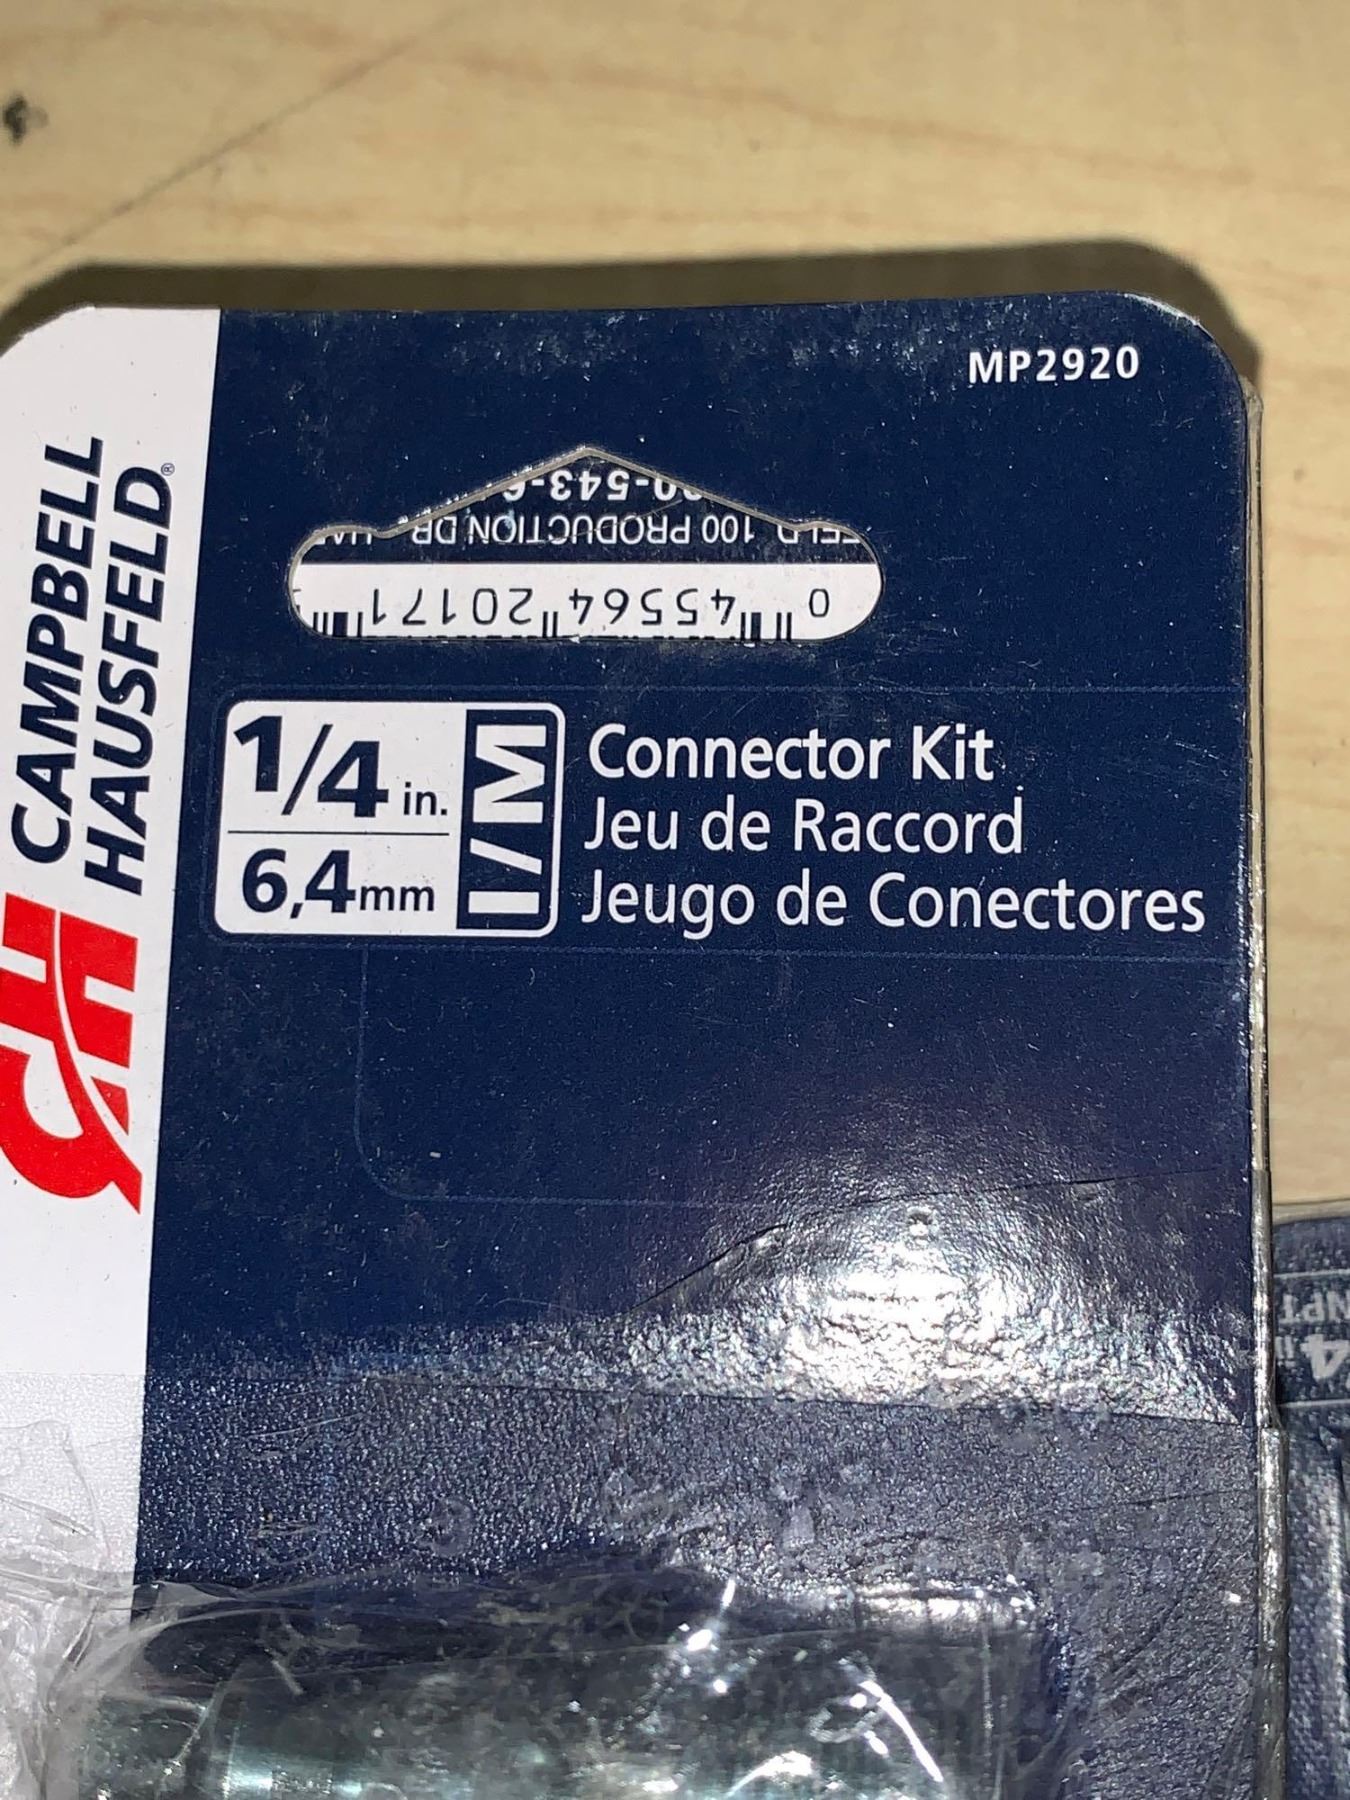 MP2920
CAMPBELL
HAUSFELD®
100 PRODUCTION DR
0 45564 20171
1/4 in.
6,4mm
I/M
Connector Kit
Jeu de Raccord
Jeugo de Conectores
NPT